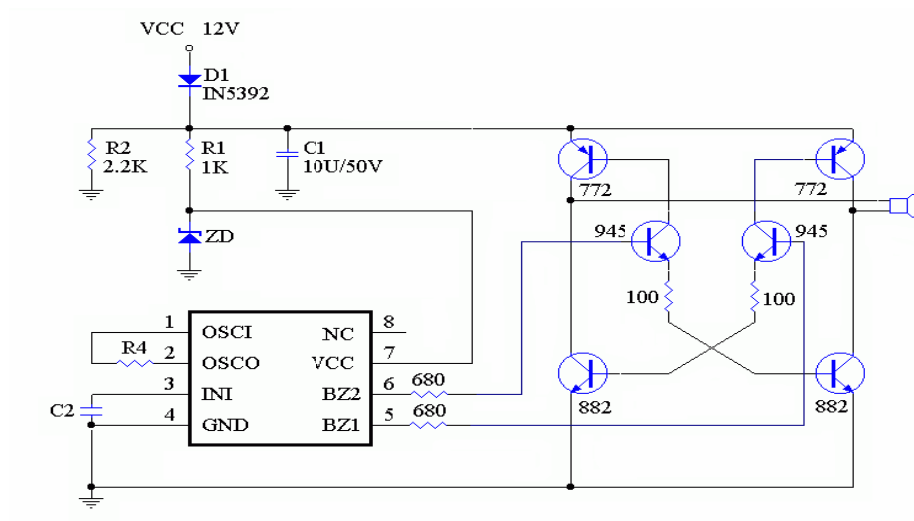 VCC 12V
D1
IN5392
R2
2.2K
R1
1K
C1
10U/50V
772
772
ZD
945
945
100
100
1 OSCI NC 8
R4 2 OSCO VCC 7
3 INI BZ2 6 680
C2 4 GND BZ1 5 680
882
882